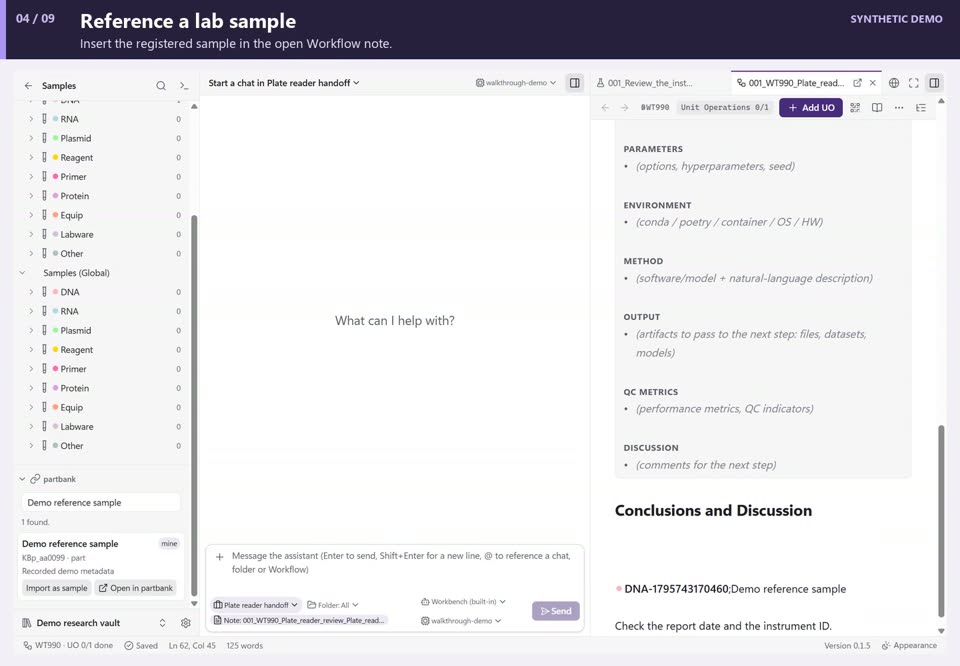 04 / 09
Reference a lab sample
SYNTHETIC DEMO
Insert the registered sample in the open Workflow note.
Samples
RNA 0
Plasmid 0
Reagent 0
Primer 0
Protein 0
Equip 0
Labware 0
Other 0
Samples (Global)
DNA 0
RNA 0
Plasmid 0
Reagent 0
Primer 0
Protein 0
Equip 0
Labware 0
Other 0
partbank
Demo reference sample
1 found.
Demo reference sample mine
KBp_aa0099 · part
Recorded demo metadata
Import as sample Open in partbank
Demo research vault
Start a chat in Plate reader handoff
walkthrough-demo
What can I help with?
Message the assistant (Enter to send, Shift+Enter for a new line, @ to reference a chat,
folder or Workflow)
Plate reader handoff Folder: All Workbench (built-in) Send
Note: 001_WT990_Plate_reader_review_Plate_read... walkthrough-demo
001_Review_the_inst... 001_WT990_Plate_read...
#WT990 Unit Operations 0/1 + Add UO
PARAMETERS
• (options, hyperparameters, seed)
ENVIRONMENT
• (conda / poetry / container / OS / HW)
METHOD
• (software/model + natural-language description)
OUTPUT
• (artifacts to pass to the next step: files, datasets,
models)
QC METRICS
• (performance metrics, QC indicators)
DISCUSSION
• (comments for the next step)
Conclusions and Discussion
DNA-1795743170460;Demo reference sample
Check the report date and the instrument ID.
WT990 · UO 0/1 done Saved Ln 62, Col 45 125 words Version 0.1.5 Appearance